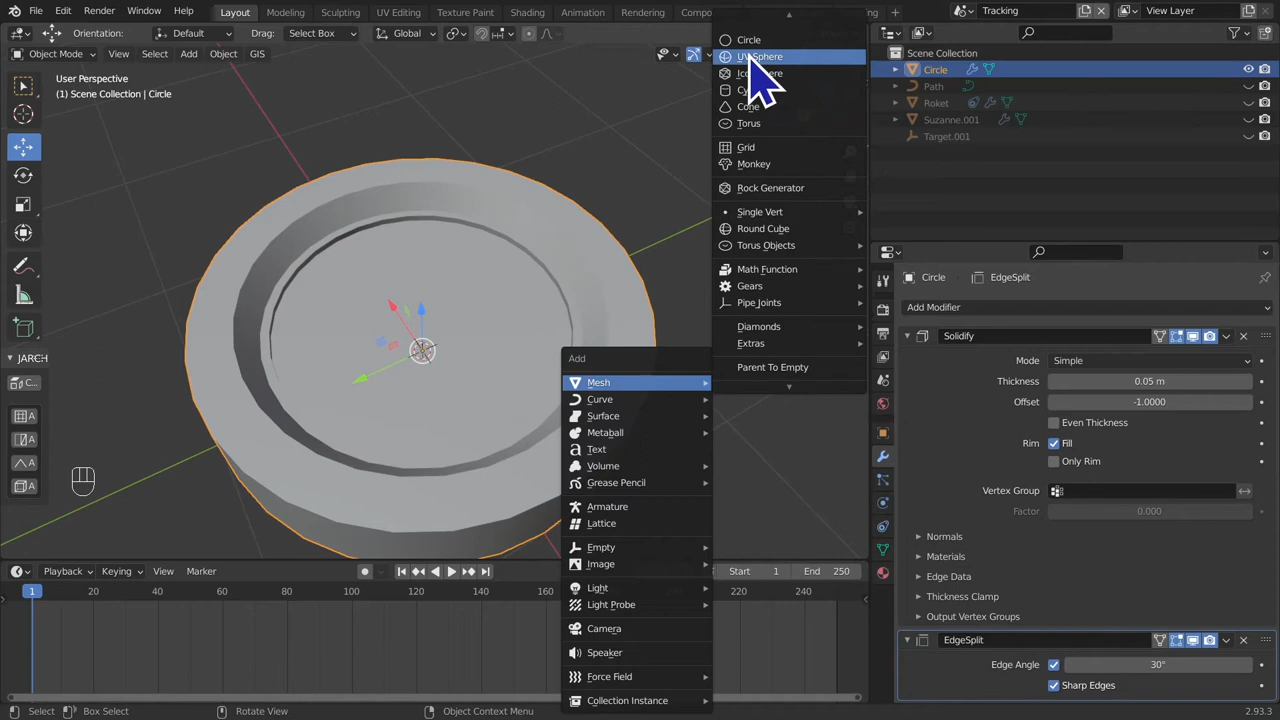 File Edit Render Window Help
Layout Modeling Sculpting UV Editing Texture Paint Shading Animation Rendering
Tracking View Layer
Orientation: Default Drag: Select Box Global
Object Mode View Select Add Object GIS
User Perspective
(1) Scene Collection | Circle
JARCH
Add
Mesh
Curve
Surface
Metaball
Text
Volume
Grease Pencil
Armature
Lattice
Empty
Image
Light
Light Probe
Camera
Speaker
Force Field
Collection Instance
Circle
UV Sphere
Cone
Torus
Grid
Monkey
Rock Generator
Single Vert
Round Cube
Torus Objects
Math Function
Gears
Pipe Joints
Diamonds
Extras
Parent To Empty
Scene Collection
Circle
Path
Roket
Suzanne.001
Target.001
Circle EdgeSplit
Add Modifier
Solidify
Mode Simple
Thickness 0.05 m
Offset -1.0000
Even Thickness
Rim Fill
Only Rim
Vertex Group
Factor 0.000
Normals
Materials
Edge Data
Thickness Clamp
Output Vertex Groups
EdgeSplit
Edge Angle 30°
Sharp Edges
Playback Keying View Marker Start 1 End 250
1 20 40 60 80 100 120 140 160 220 240
Select Box Select Rotate View Object Context Menu 2.93.3